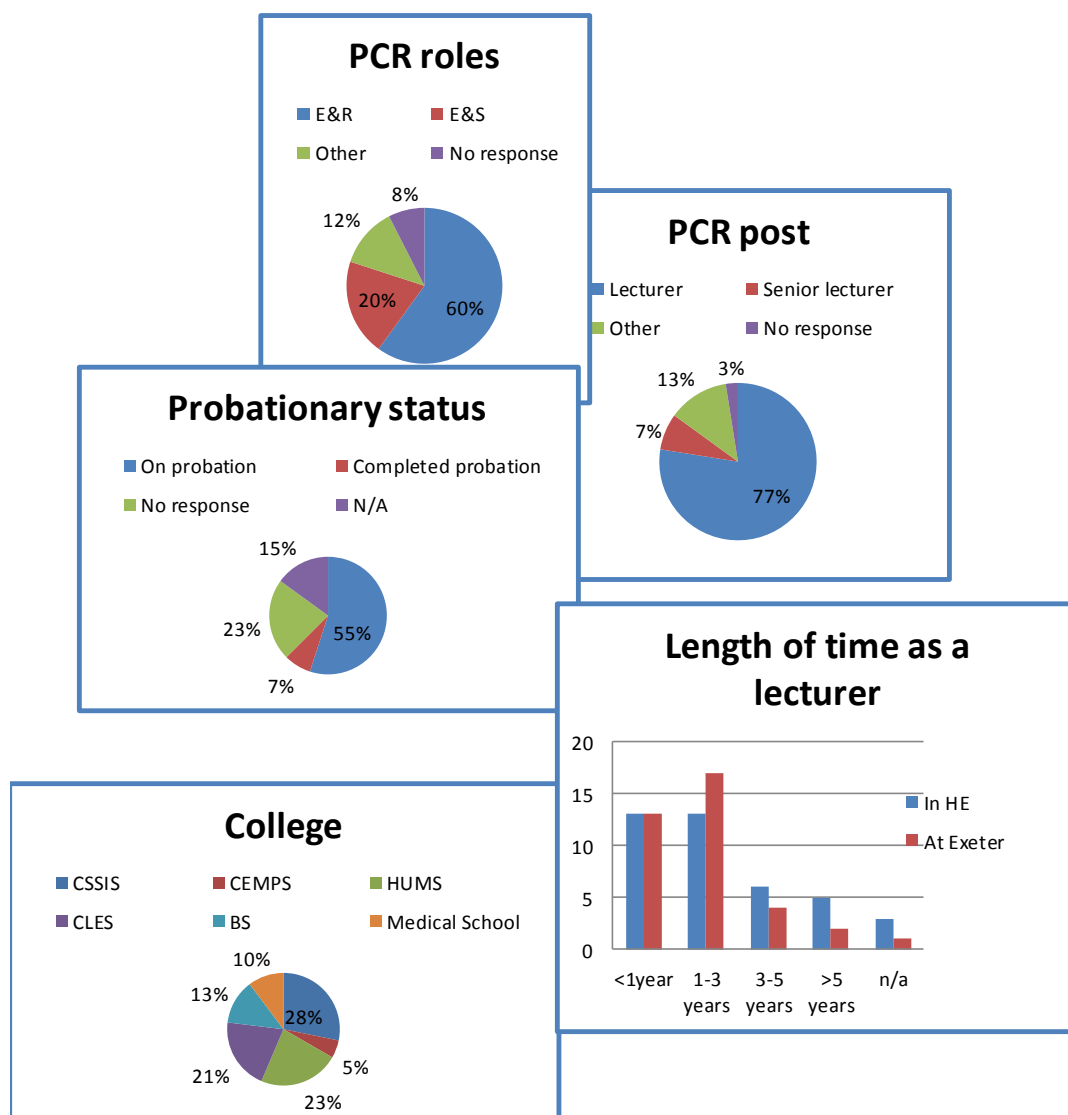 PCR roles
E&R E&S
Other No response
8%
12%
20%
60%
PCR post
Lecturer Senior lecturer
Other No response
3%
13%
7%
77%
Probationary status
On probation Completed probation
No response N/A
15%
23%
55%
7%
Length of time as a
lecturer
20
15
10
5
0
In HE
At Exeter
<1year 1-3 3-5 >5 n/a
years years years
College
CSSIS CEMPS HUMS
CLES BS Medical School
10%
13%
28%
21%
5%
23%